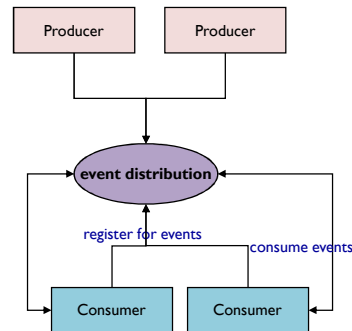 Producer
Producer
event distribution
register for events
consume events
Consumer
Consumer